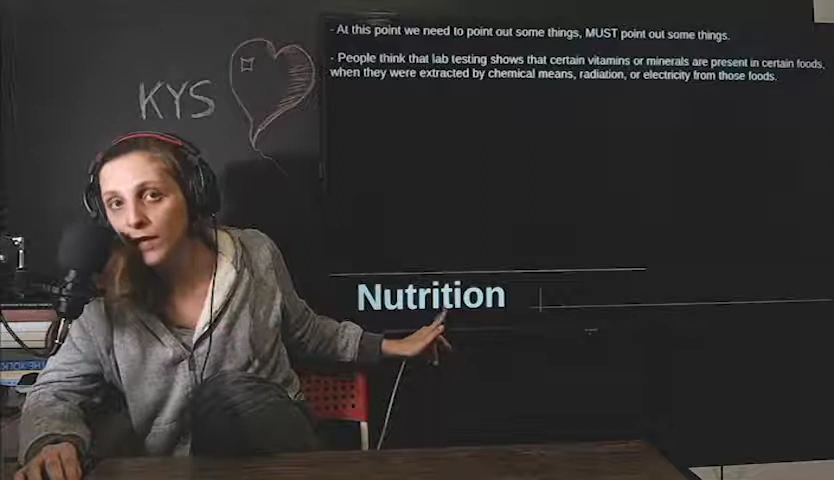 - At this point we need to point out some things, MUST point out some things.
- People think that lab testing shows that certain vitamins or minerals are present in certain foods,
when they were extracted by chemical means, radiation, or electricity from those foods.
KYS
Nutrition